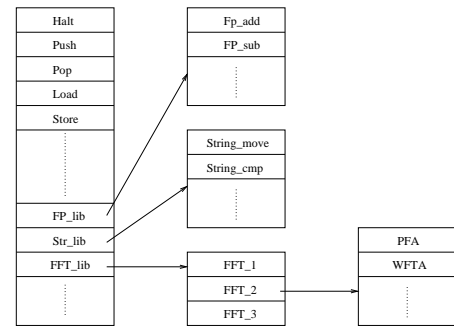 Halt
Push
Pop
Load
Store
FP_lib
Str_lib
FFT_lib
Fp_add
FP_sub
String_move
String_cmp
FFT_1
FFT_2
FFT_3
PFA
WFTA